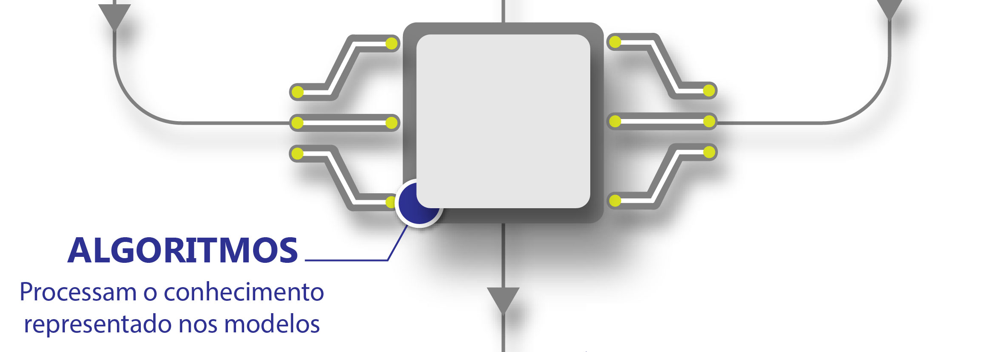 ALGORITMOS
Processam o conhecimento
representado nos modelos